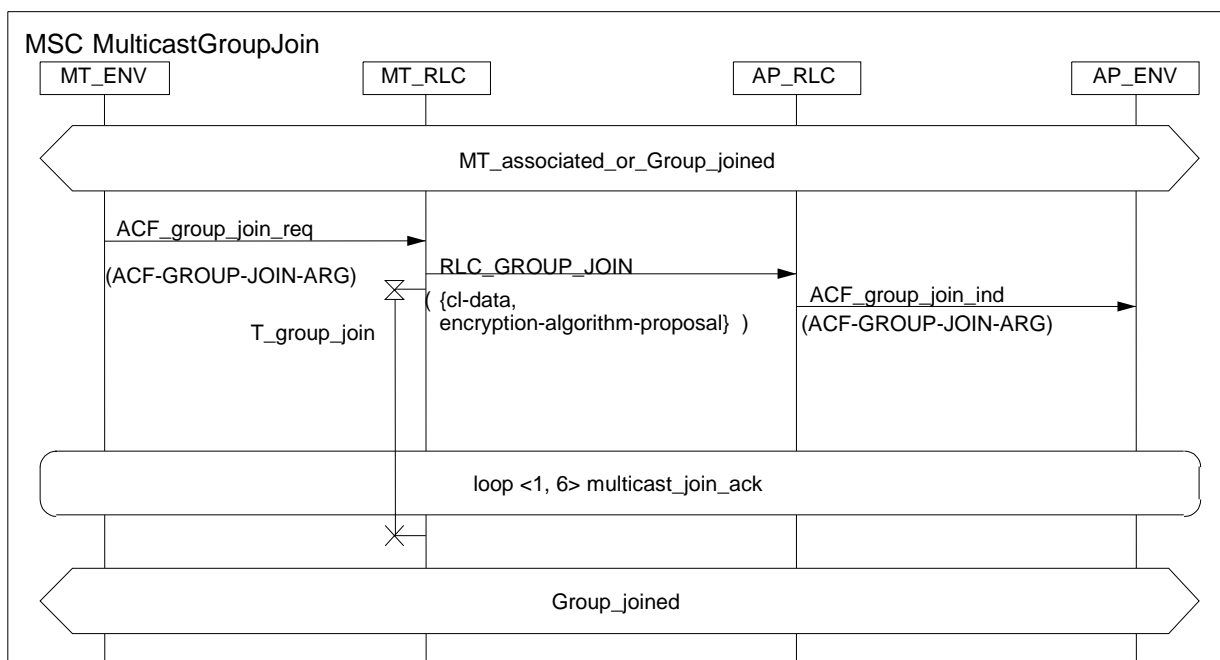 MSC MulticastGroupJoin
MT_ENV
MT_RLC
AP_RLC
AP_ENV
MT_associated_or_Group_joined
ACF_group_join_req
(ACF-GROUP-JOIN-ARG)
RLC_GROUP_JOIN
( {cl-data,
encryption-algorithm-proposal} )
ACF_group_join_ind
(ACF-GROUP-JOIN-ARG)
T_group_join
loop <1, 6> multicast_join_ack
Group_joined